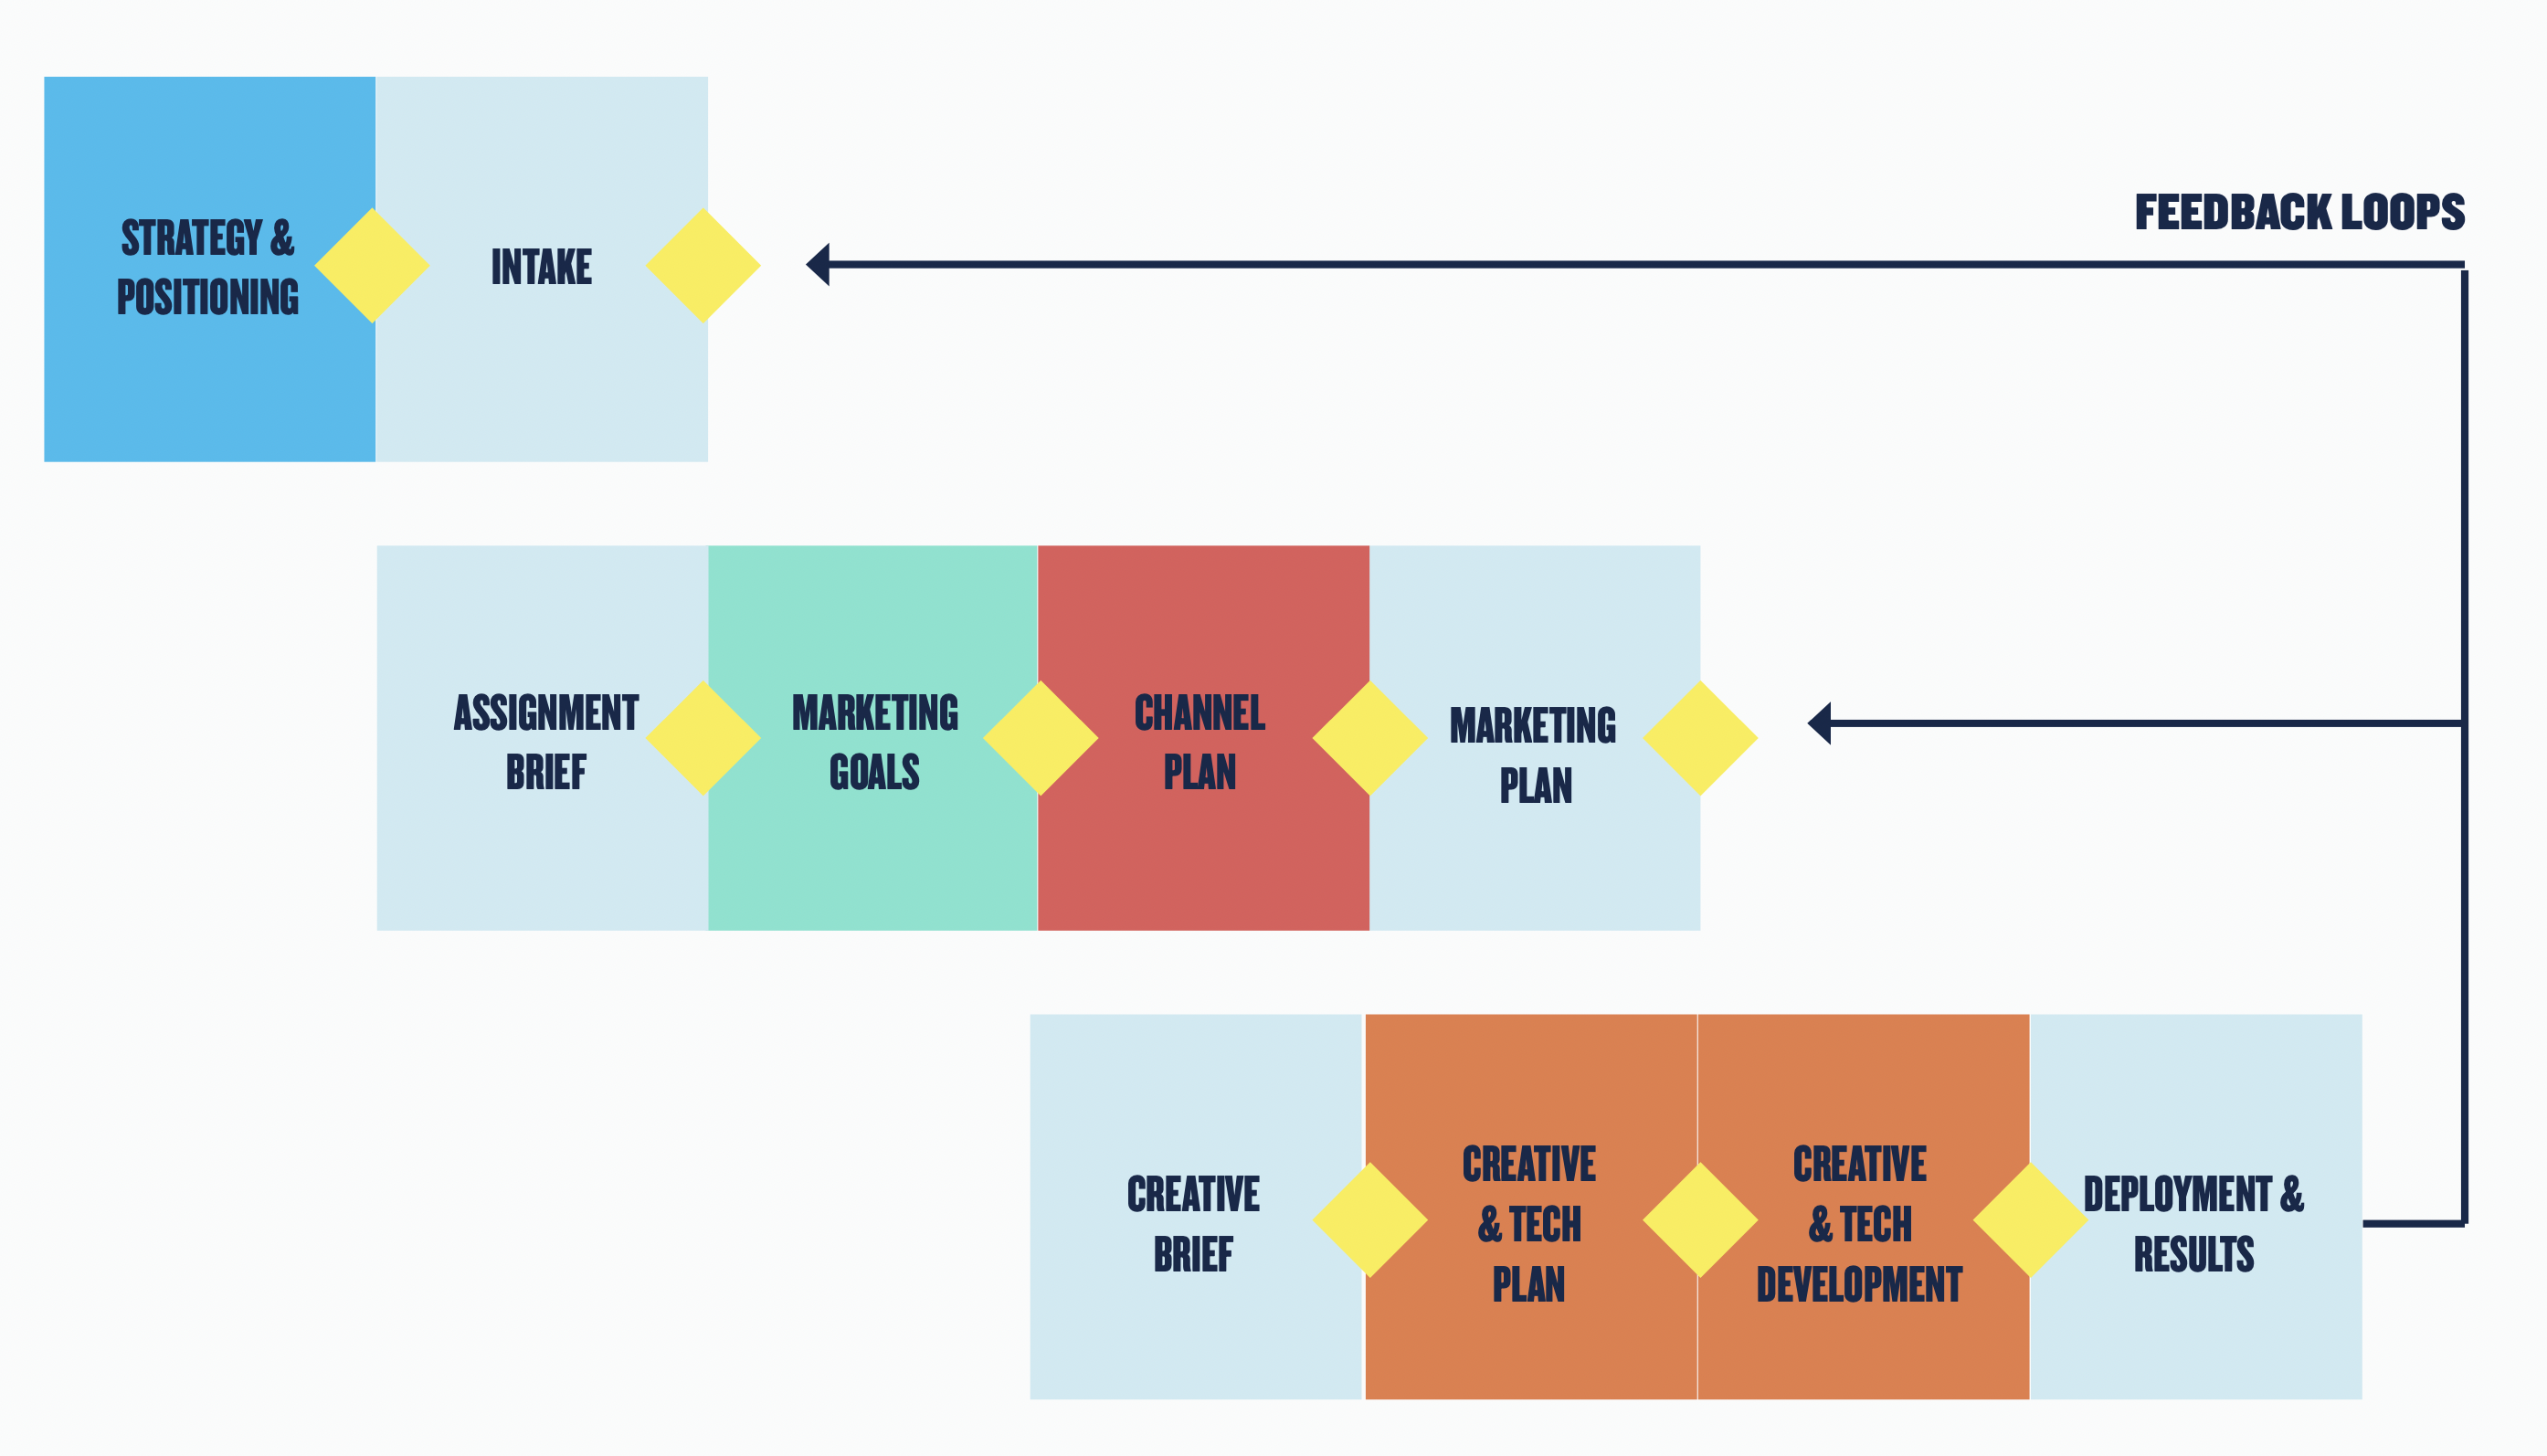 STRATEGY &
POSITIONING
INTAKE
FEEDBACK LOOPS
ASSIGNMENT
BRIEF
MARKETING
GOALS
CHANNEL
PLAN
MARKETING
PLAN
CREATIVE
BRIEF
CREATIVE
& TECH
PLAN
CREATIVE
& TECH
DEVELOPMENT
DEPLOYMENT &
RESULTS